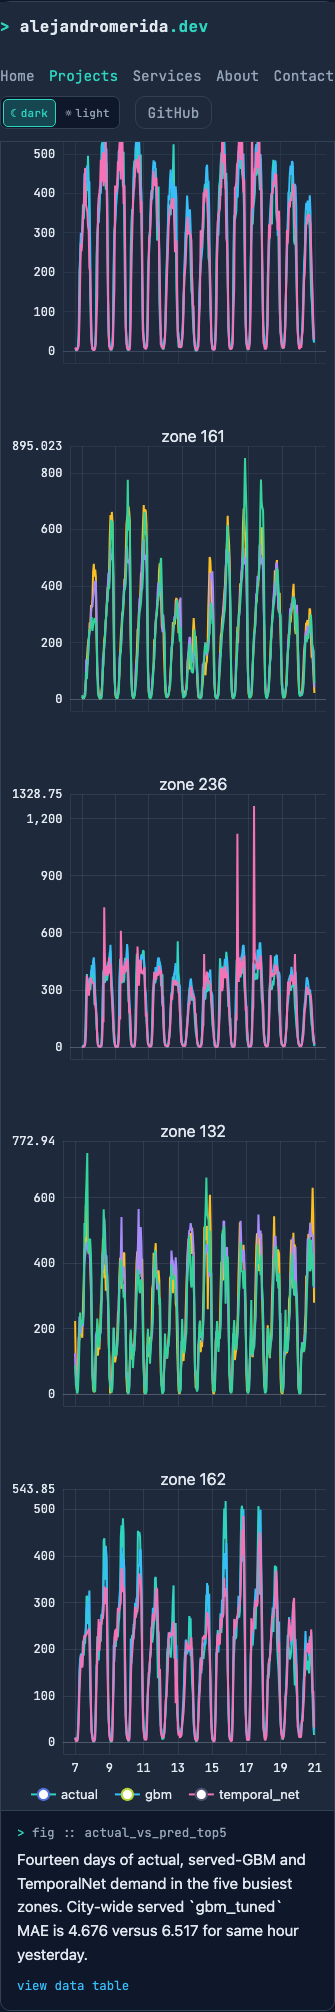 > alejandromerida.dev
Home Projects Services About Contact
☾ dark ☼ light GitHub
500
400
300
200
100
0
zone 161
895.023
800
600
400
200
0
zone 236
1328.75
1,200
900
600
300
0
zone 132
772.94
600
400
200
0
zone 162
543.85
500
400
300
200
100
0
7 9 11 13 15 17 19 21
actual gbm temporal_net
> fig :: actual_vs_pred_top5
Fourteen days of actual, served-GBM and
TemporalNet demand in the five busiest
zones. City-wide served `gbm_tuned`
MAE is 4.676 versus 6.517 for same hour
yesterday.
view data table